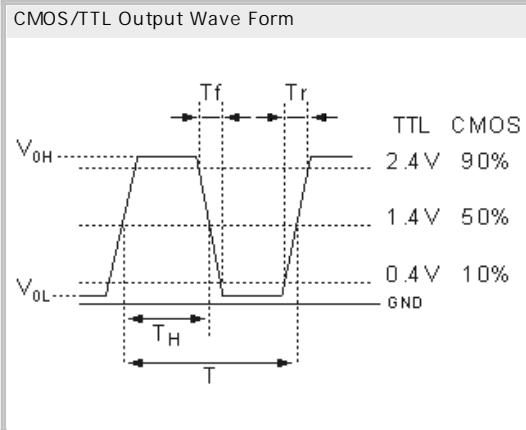 CMOS/TTL Output Wave Form
Tf Tr
TTL CMOS
V0H
2.4V 90%
1.4V 50%
0.4V 10%
V0L
GND
TH
T